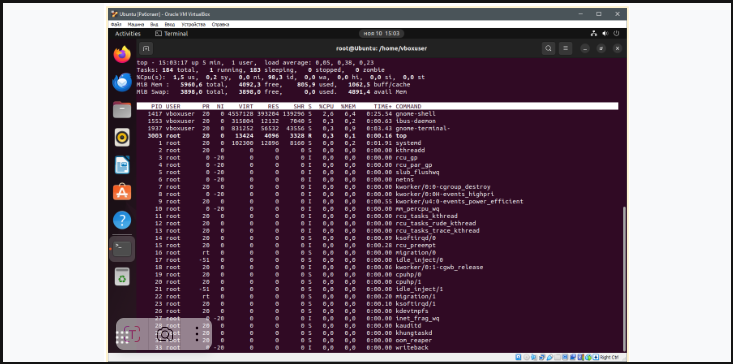 Ubuntu [Работает] - Oracle VM VirtualBox
Файл Машина Вид Ввод Устройства Справка
Activities Terminal ноя 10 15:03
root@Ubuntu: /home/vboxuser
top - 15:03:17 up 5 min, 1 user, load average: 0,05, 0,38, 0,23
Tasks: 184 total, 1 running, 183 sleeping, 0 stopped, 0 zombie
%Cpu(s): 1,5 us, 0,2 sy, 0,0 ni, 98,3 id, 0,0 wa, 0,0 hi, 0,0 si, 0,0 st
MiB Mem : 5960,6 total, 4092,3 free, 805,9 used, 1062,5 buff/cache
MiB Swap: 3898,0 total, 3898,0 free, 0,0 used. 4891,4 avail Mem
PID USER PR NI VIRT RES SHR S %CPU %MEM TIME+ COMMAND
1417 vboxuser 20 0 4557128 393204 139296 S 2,6 6,4 0:25.54 gnome-shell
1553 vboxuser 20 0 315804 12132 7040 S 0,3 0,2 0:00.63 ibus-daemon
1937 vboxuser 20 0 831252 56532 43556 S 0,3 0,9 0:03.43 gnome-terminal-
3003 root 20 0 13424 4096 3328 R 0,3 0,1 0:00.16 top
1 root 20 0 102300 12896 8160 S 0,0 0,2 0:01.91 systemd
2 root 20 0 0 0 0 S 0,0 0,0 0:00.00 kthreadd
3 root 0 -20 0 0 0 I 0,0 0,0 0:00.00 rcu_gp
4 root 0 -20 0 0 0 I 0,0 0,0 0:00.00 rcu_par_gp
5 root 0 -20 0 0 0 I 0,0 0,0 0:00.00 slub_flushwq
6 root 0 -20 0 0 0 I 0,0 0,0 0:00.00 netns
7 root 20 0 0 0 0 I 0,0 0,0 0:00.00 kworker/0:0-cgroup_destroy
8 root 0 -20 0 0 0 I 0,0 0,0 0:00.00 kworker/0:0H-events_highpri
9 root 20 0 0 0 0 I 0,0 0,0 0:00.55 kworker/u4:0-events_power_efficient
10 root 0 -20 0 0 0 I 0,0 0,0 0:00.00 mm_percpu_wq
11 root 20 0 0 0 0 I 0,0 0,0 0:00.00 rcu_tasks_kthread
12 root 20 0 0 0 0 I 0,0 0,0 0:00.00 rcu_tasks_rude_kthread
13 root 20 0 0 0 0 I 0,0 0,0 0:00.00 rcu_tasks_trace_kthread
14 root 20 0 0 0 0 S 0,0 0,0 0:00.09 ksoftirqd/0
15 root 20 0 0 0 0 I 0,0 0,0 0:00.28 rcu_preempt
16 root rt 0 0 0 0 S 0,0 0,0 0:00.00 migration/0
17 root -51 0 0 0 0 S 0,0 0,0 0:00.00 idle_inject/0
18 root 20 0 0 0 0 I 0,0 0,0 0:00.06 kworker/0:1-cgwb_release
19 root 20 0 0 0 0 S 0,0 0,0 0:00.00 cpuhp/0
20 root 20 0 0 0 0 S 0,0 0,0 0:00.00 cpuhp/1
21 root -51 0 0 0 0 S 0,0 0,0 0:00.00 idle_inject/1
22 root rt 0 0 0 0 S 0,0 0,0 0:00.20 migration/1
23 root 20 0 0 0 0 S 0,0 0,0 0:00.10 ksoftirqd/1
26 root 20 0 0 0 0 S 0,0 0,0 0:00.00 kdevtmpfs
27 root 0 -20 0 0 0 I 0,0 0,0 0:00.00 inet_frag_wq
root 20 0 0 0 0 S 0,0 0,0 0:00.00 kauditd
root 20 0 0 0 0 S 0,0 0,0 0:00.00 khungtaskd
root 20 0 0 0 0 S 0,0 0,0 0:00.00 oom_reaper
33 root 0 -20 0 0 0 I 0,0 0,0 0:00.00 writeback
Right Ctrl